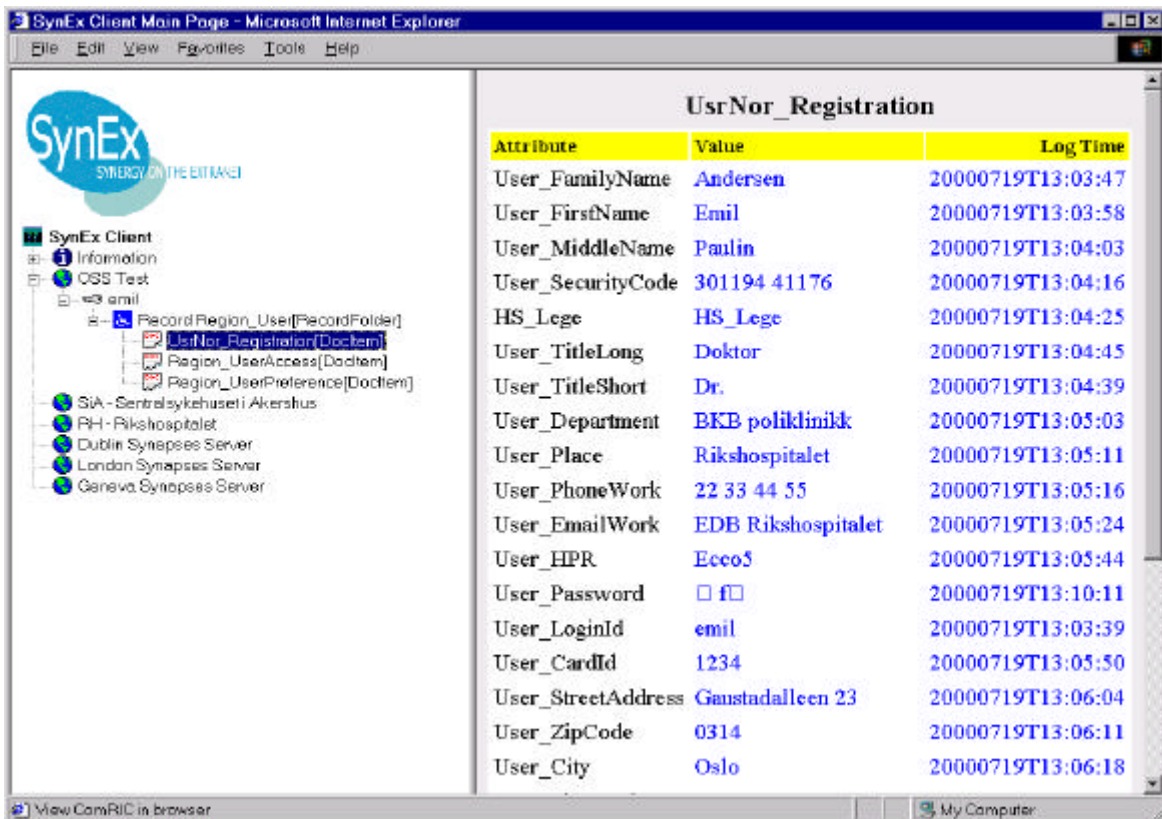 SynEx Client Main Page - Microsoft Internet Explorer
File Edit View Favorites Tools Help
SynEx
SYNERGY ON THE EXTRANET
SynEx Client
Information
OSS Test
emil
Record Region_User[RecordFolder]
UsrNor_Registration[DocItem]
Region_UserAccess[DocItem]
Region_UserPreference[DocItem]
SiA - Sentralsykehuset i Akershus
RH - Rikshospitalet
Dublin Synapses Server
London Synapses Server
Geneva Synapses Server
UsrNor_Registration
Attribute Value Log Time
User_FamilyName Andersen 20000719T13:03:47
User_FirstName Emil 20000719T13:03:58
User_MiddleName Paulin 20000719T13:04:03
User_SecurityCode 301194 41176 20000719T13:04:16
HS_Lege HS_Lege 20000719T13:04:25
User_TitleLong Doktor 20000719T13:04:45
User_TitleShort Dr. 20000719T13:04:39
User_Department BKB poliklinikk 20000719T13:05:03
User_Place Rikshospitalet 20000719T13:05:11
User_PhoneWork 22 33 44 55 20000719T13:05:16
User_EmailWork EDB Rikshospitalet 20000719T13:05:24
User_HPR Ecco5 20000719T13:05:44
User_Password □ f□ 20000719T13:10:11
User_LoginId emil 20000719T13:03:39
User_CardId 1234 20000719T13:05:50
User_StreetAddress Gaustadalleen 23 20000719T13:06:04
User_ZipCode 0314 20000719T13:06:11
User_City Oslo 20000719T13:06:18
View ComRIC in browser
My Computer